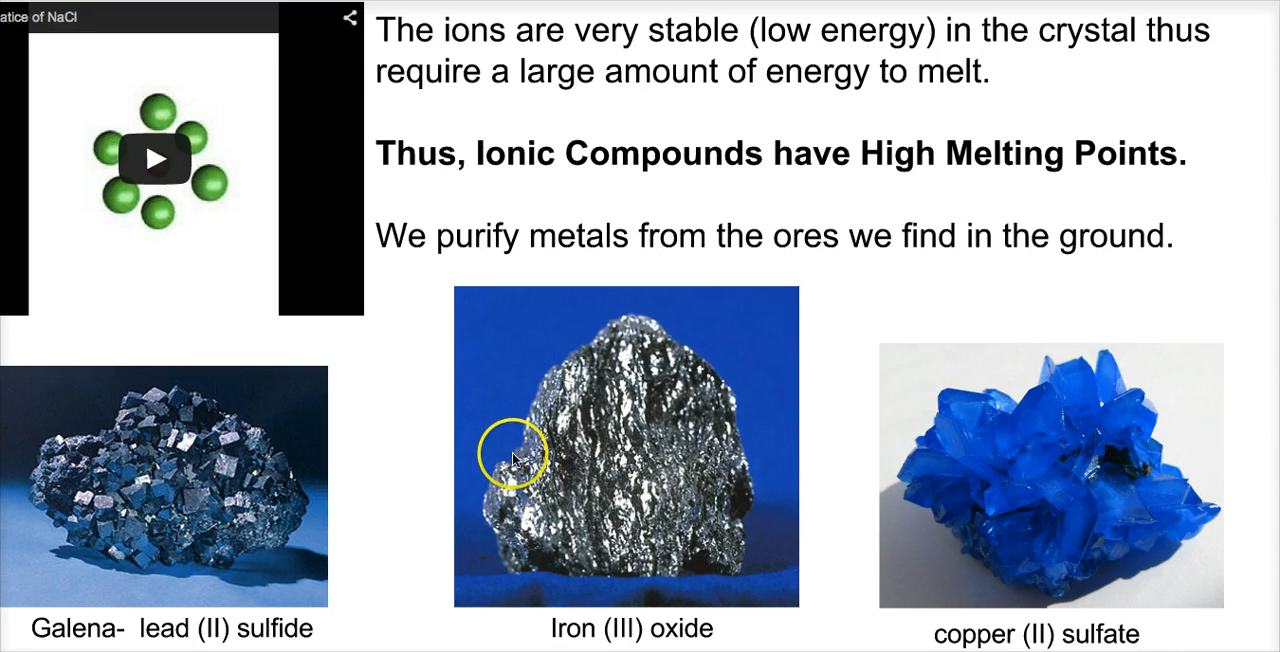 atice of NaCl
The ions are very stable (low energy) in the crystal thus
require a large amount of energy to melt.
Thus, Ionic Compounds have High Melting Points.
We purify metals from the ores we find in the ground.
Galena- lead (II) sulfide
Iron (III) oxide
copper (II) sulfate